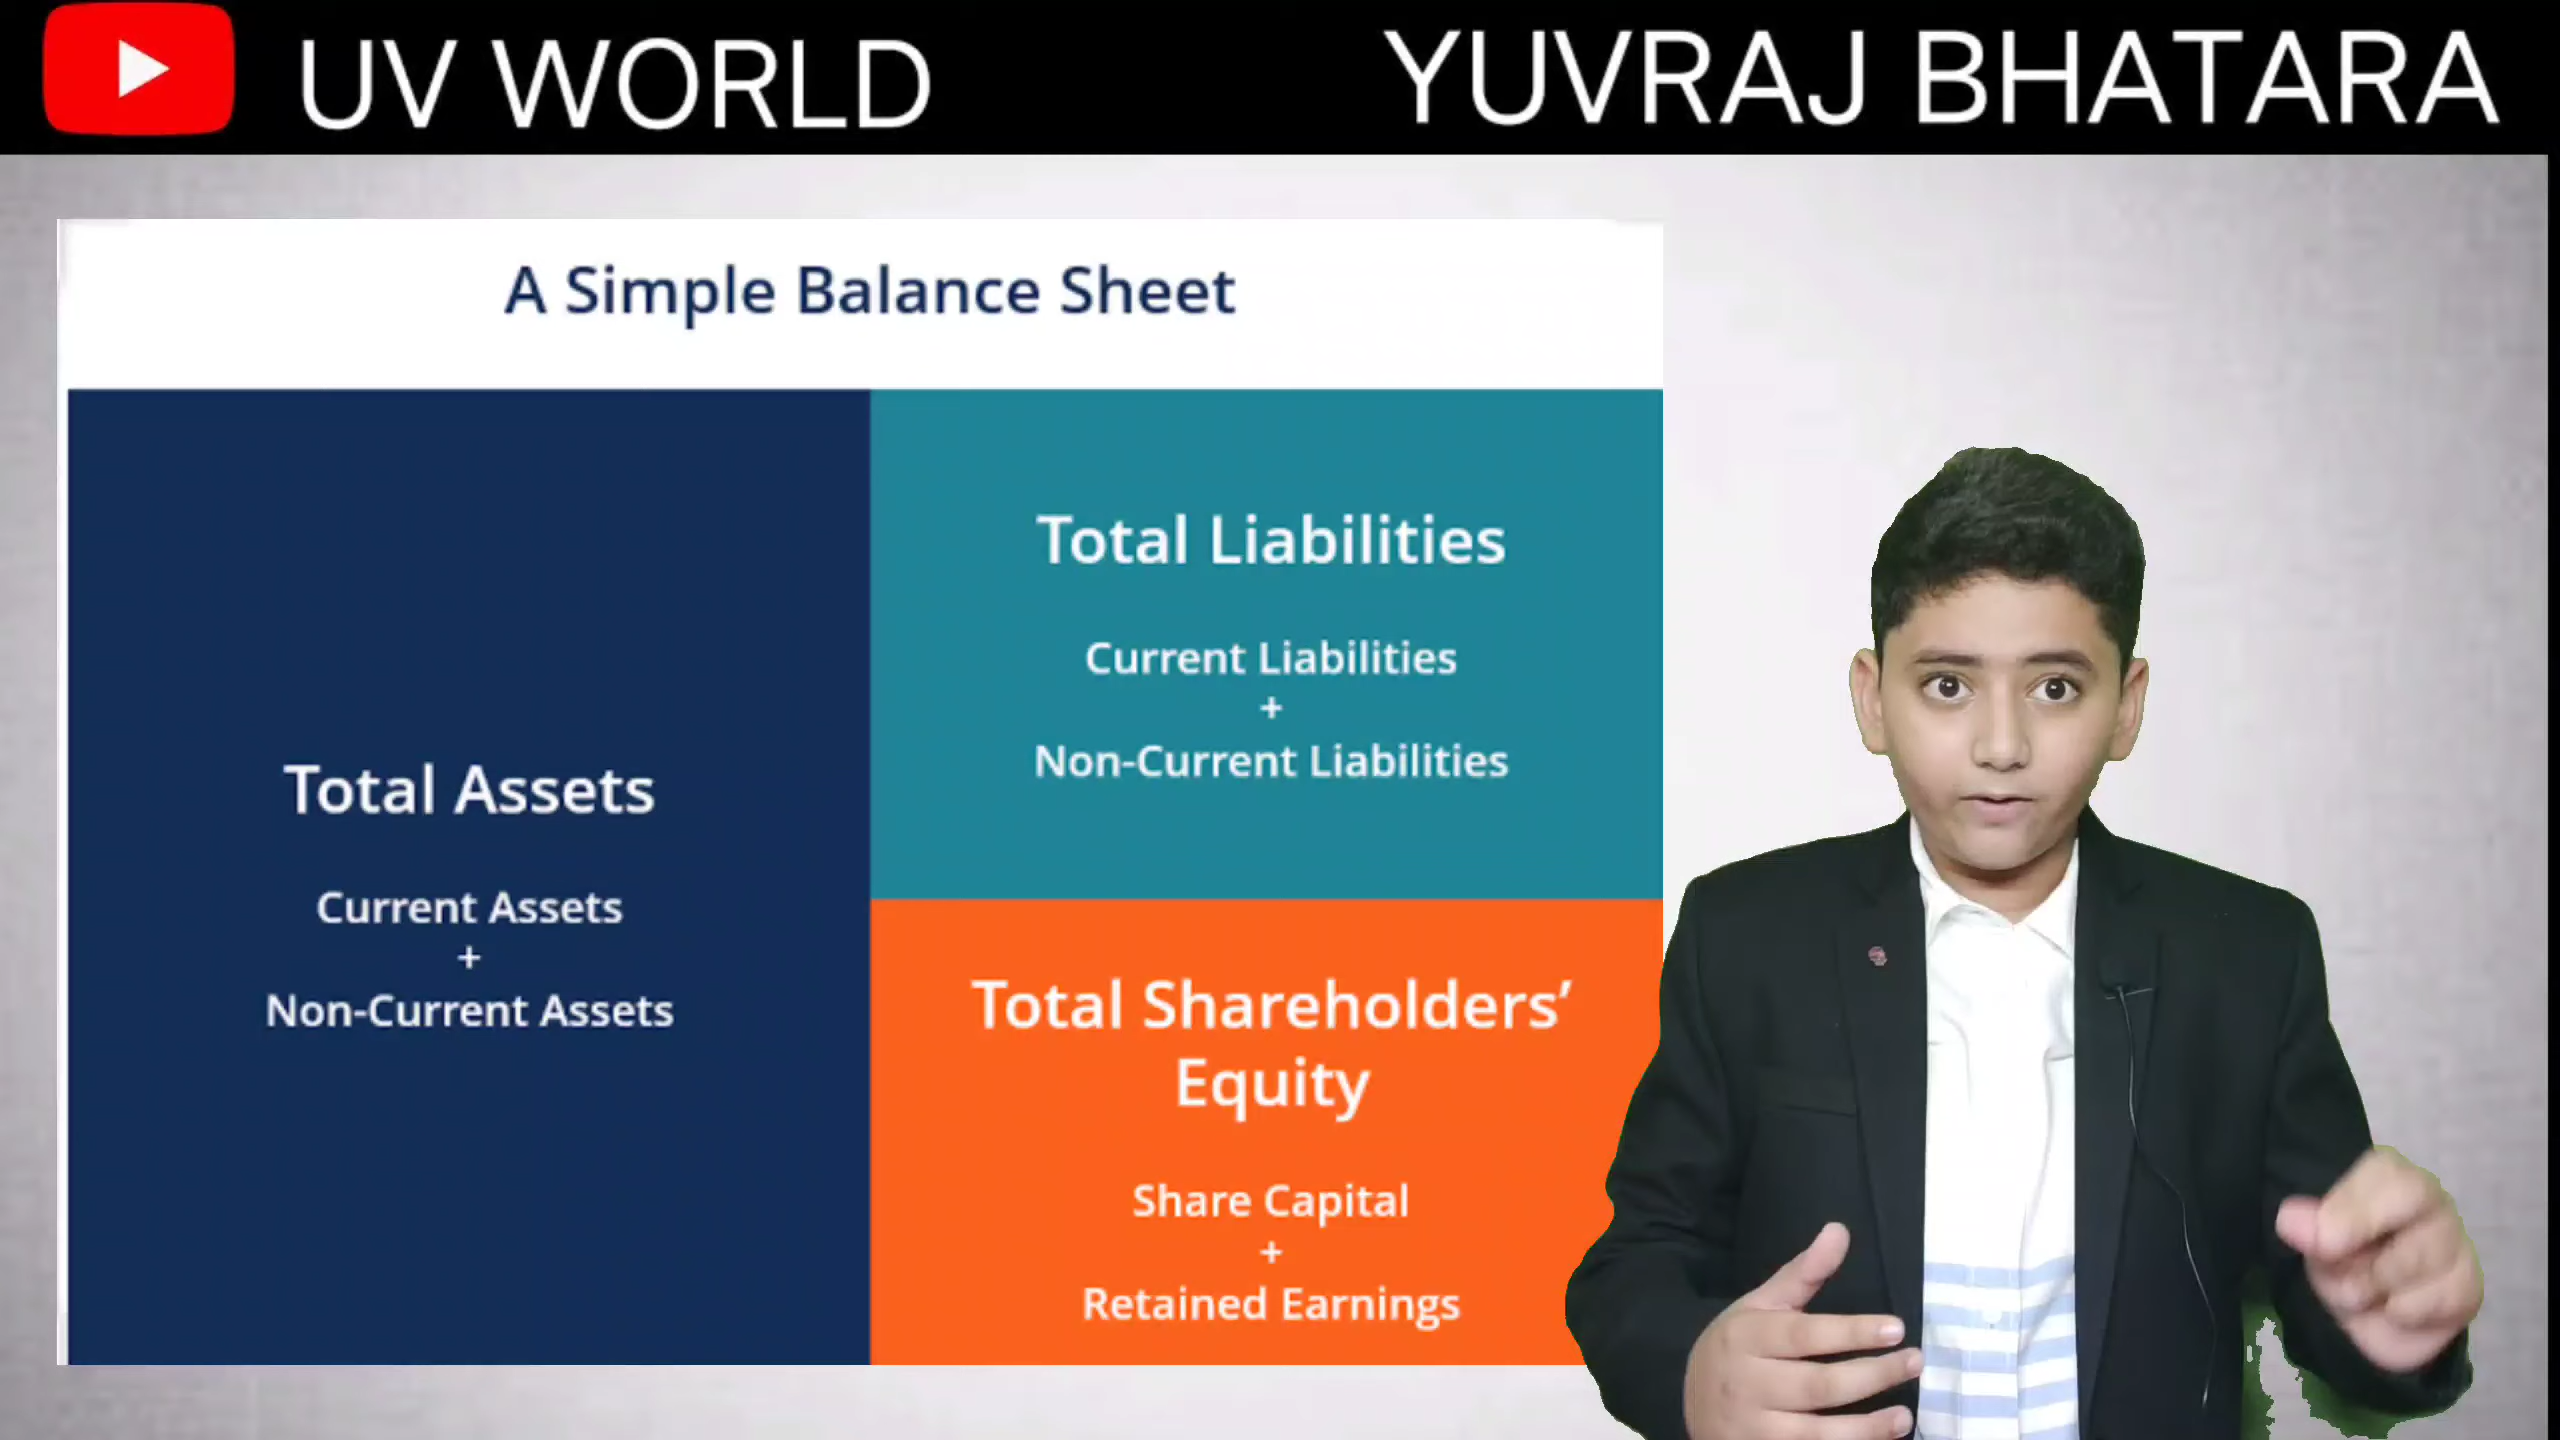 UV WORLD
YUVRAJ BHATARA
A Simple Balance Sheet
Total Assets
Current Assets
+
Non-Current Assets
Total Liabilities
Current Liabilities
+
Non-Current Liabilities
Total Shareholders’
Equity
Share Capital
+
Retained Earnings